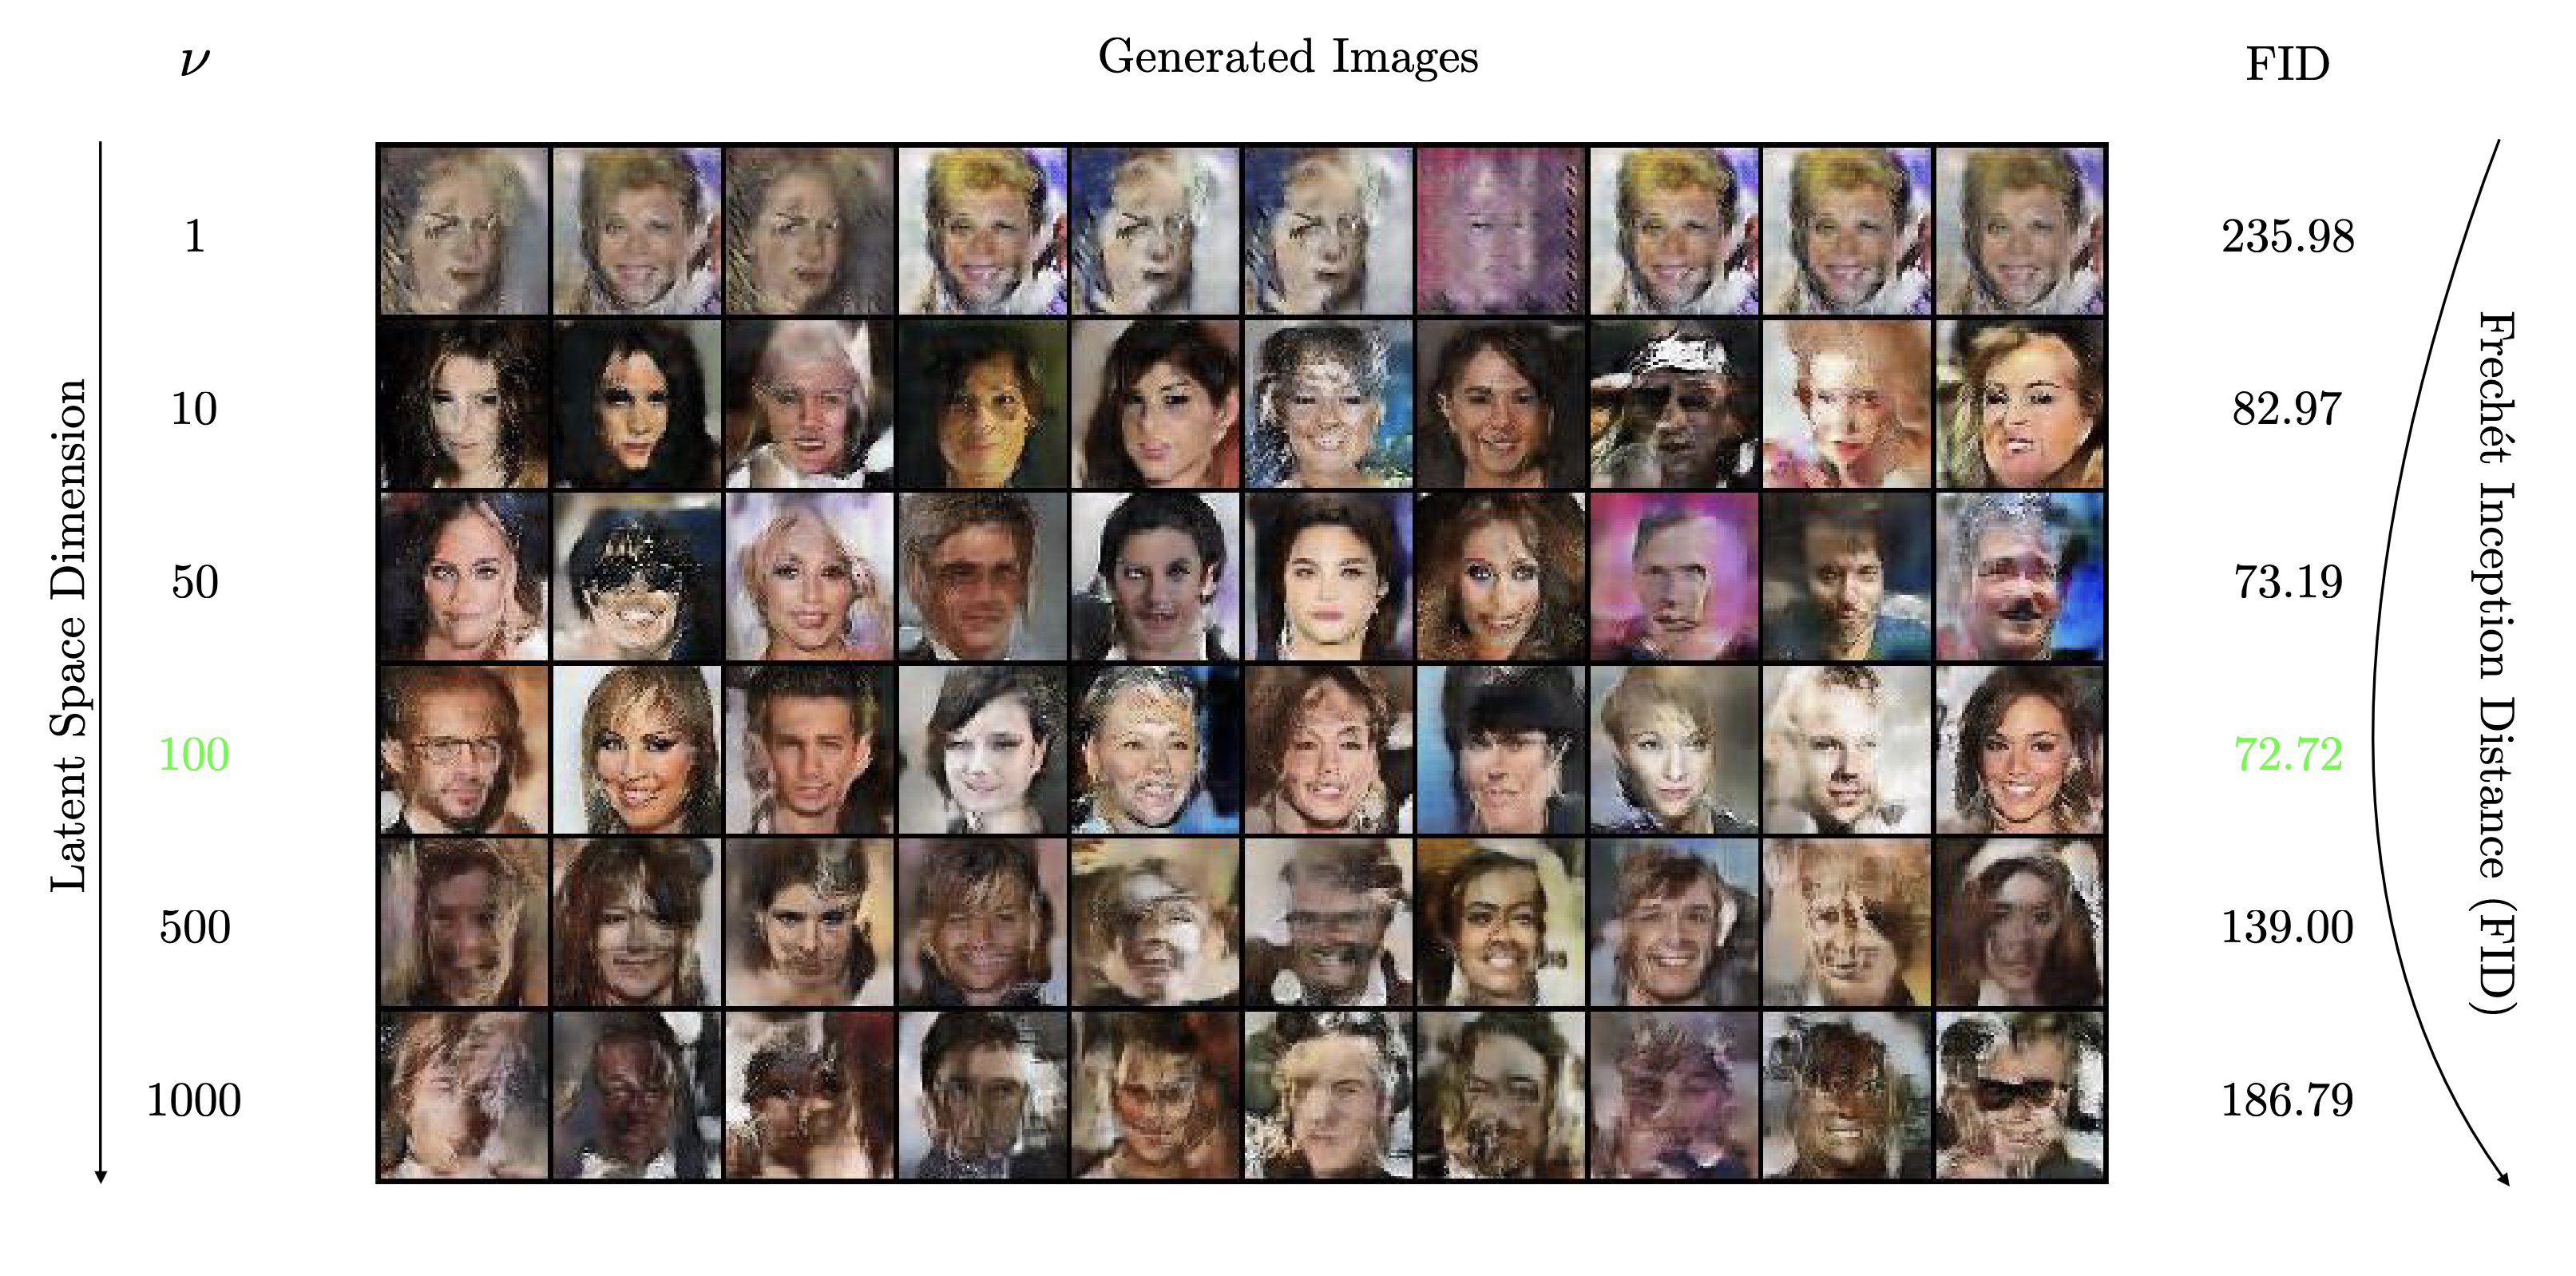 ν Generated Images FID
1 235.98
10 82.97
50 73.19
100 72.72
500 139.00
1000 186.79
Latent Space Dimension
Frechét Inception Distance (FID)